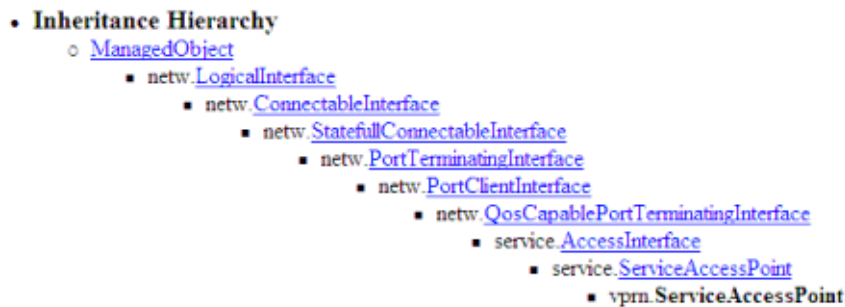 • Inheritance Hierarchy
○ ManagedObject
▪ netw.LogicalInterface
▪ netw.ConnectableInterface
▪ netw.StatefullConnectableInterface
▪ netw.PortTerminatingInterface
▪ netw.PortClientInterface
▪ netw.QosCapablePortTerminatingInterface
▪ service.AccessInterface
▪ service.ServiceAccessPoint
▪ vprn.ServiceAccessPoint